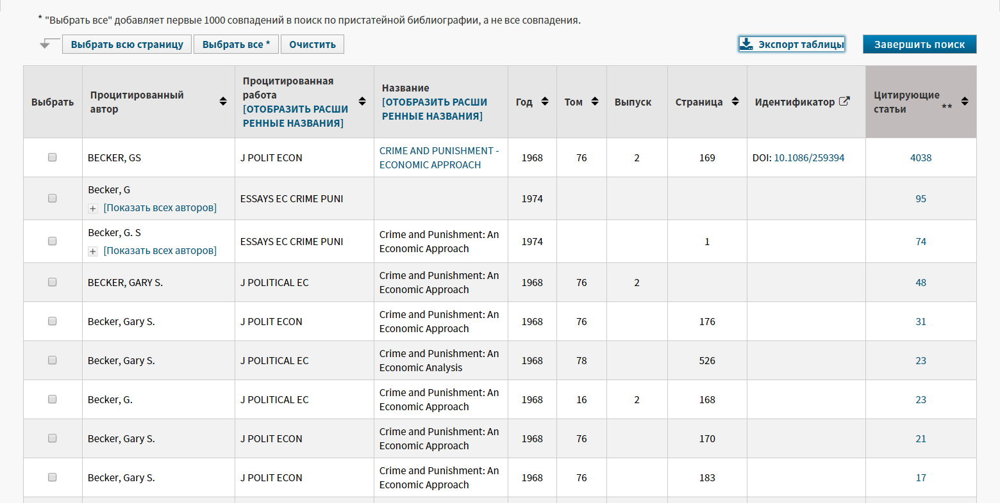 * "Выбрать все" добавляет первые 1000 совпадений в поиск по пристатейной библиографии, а не все совпадения.
Выбрать всю страницу Выбрать все * Очистить Экспорт таблицы Завершить поиск
Выбрать
Процитированный
автор
Процитированная
работа
[ОТОБРАЗИТЬ РАСШИ
РЕННЫЕ НАЗВАНИЯ]
Название
[ОТОБРАЗИТЬ РАСШИ
РЕННЫЕ НАЗВАНИЯ]
Год
Том
Выпуск
Страница
Идентификатор
Цитирующие
статьи **
BECKER, GS
J POLIT ECON
CRIME AND PUNISHMENT -
ECONOMIC APPROACH
1968
76
2
169
DOI: 10.1086/259394
4038
Becker, G
+ [Показать всех авторов]
ESSAYS EC CRIME PUNI
1974
95
Becker, G. S
+ [Показать всех авторов]
ESSAYS EC CRIME PUNI
Crime and Punishment: An
Economic Approach
1974
1
74
BECKER, GARY S.
J POLITICAL EC
Crime and Punishment: An
Economic Approach
1968
76
2
48
Becker, Gary S.
J POLIT ECON
Crime and Punishment: An
Economic Approach
1968
76
176
31
Becker, Gary S.
J POLITICAL EC
Crime and Punishment: An
Economic Analysis
1968
78
526
23
Becker, G.
J POLITICAL EC
Crime and Punishment: An
Economic Approach
1968
16
2
168
23
Becker, Gary S.
J POLIT ECON
Crime and Punishment: An
Economic Approach
1968
76
170
21
Becker, Gary S.
J POLIT ECON
Crime and Punishment: An
Economic Approach
1968
76
183
17